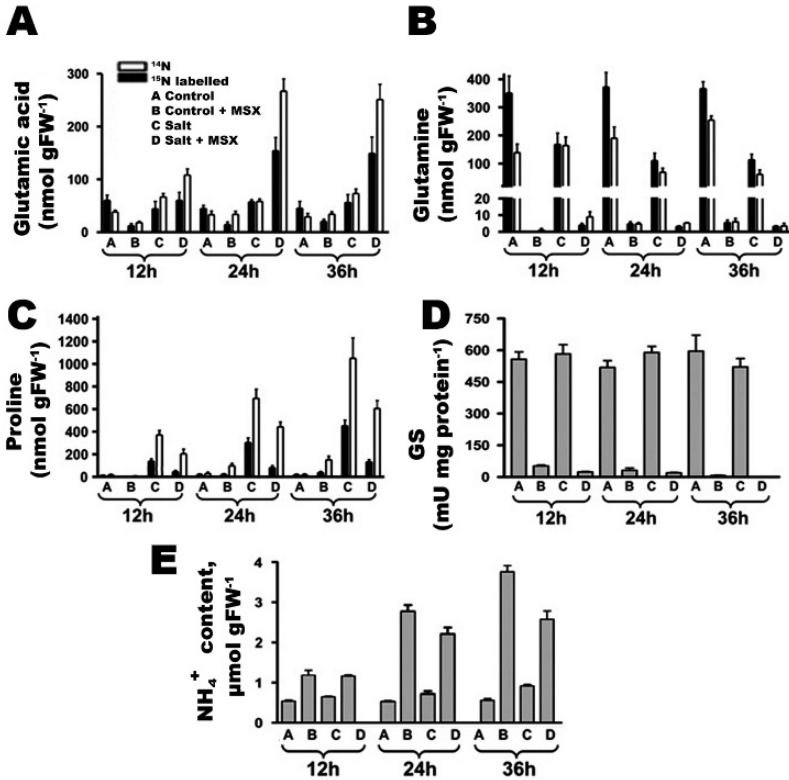 A
Glutamic acid
(nmol gFW-1)
300
200
100
0
14N
15N labelled
A Control
B Control + MSX
C Salt
D Salt + MSX
A B C D A B C D A B C D
12h 24h 36h
B
Glutamine
(nmol gFW-1)
400
300
200
100
20
10
0
A B C D A B C D A B C D
12h 24h 36h
C
Proline
(nmol gFW-1)
1400
1200
1000
800
600
400
200
0
A B C D A B C D A B C D
12h 24h 36h
D
GS
(mU mg protein-1)
750
600
450
300
150
0
A B C D A B C D A B C D
12h 24h 36h
E
NH4+ content,
µmol gFW-1
4
3
2
1
0
A B C D A B C D A B C D
12h 24h 36h